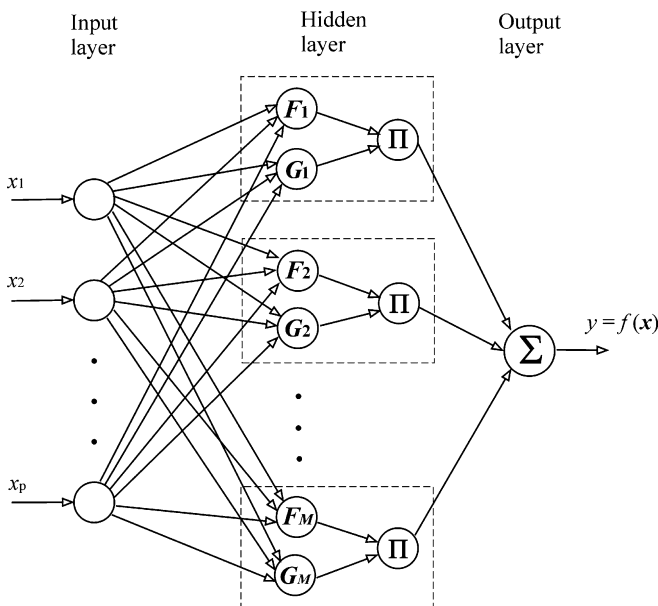 Input
layer
Hidden
layer
Output
layer
F1
Π
x1
G1
F2
x2
Π
G2
Σ
y = f(x)
xp
FM
Π
GM